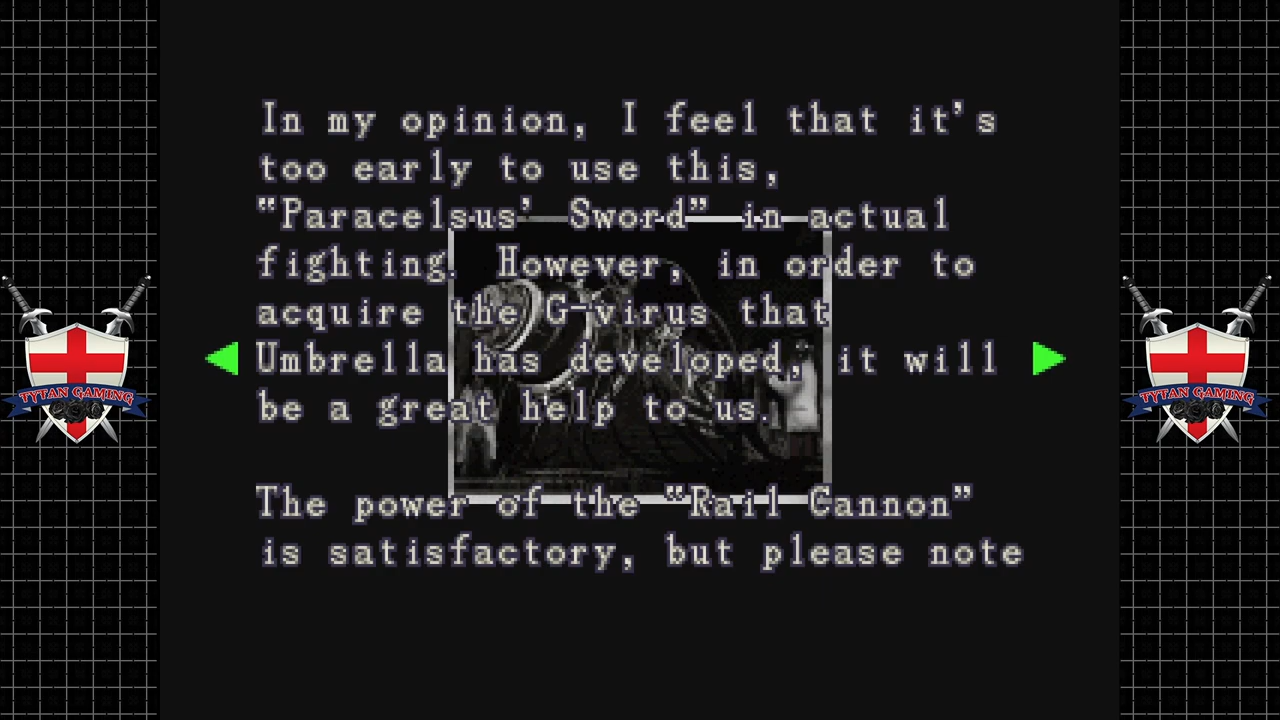 In my opinion, I feel that it's
too early to use this,
"Paracelsus' Sword" in actual
fighting. However, in order to
acquire the G-virus that
Umbrella has developed, it will
be a great help to us.
The power of the "Rail Cannon"
is satisfactory, but please note
TYTAN GAMING
TYTAN GAMING